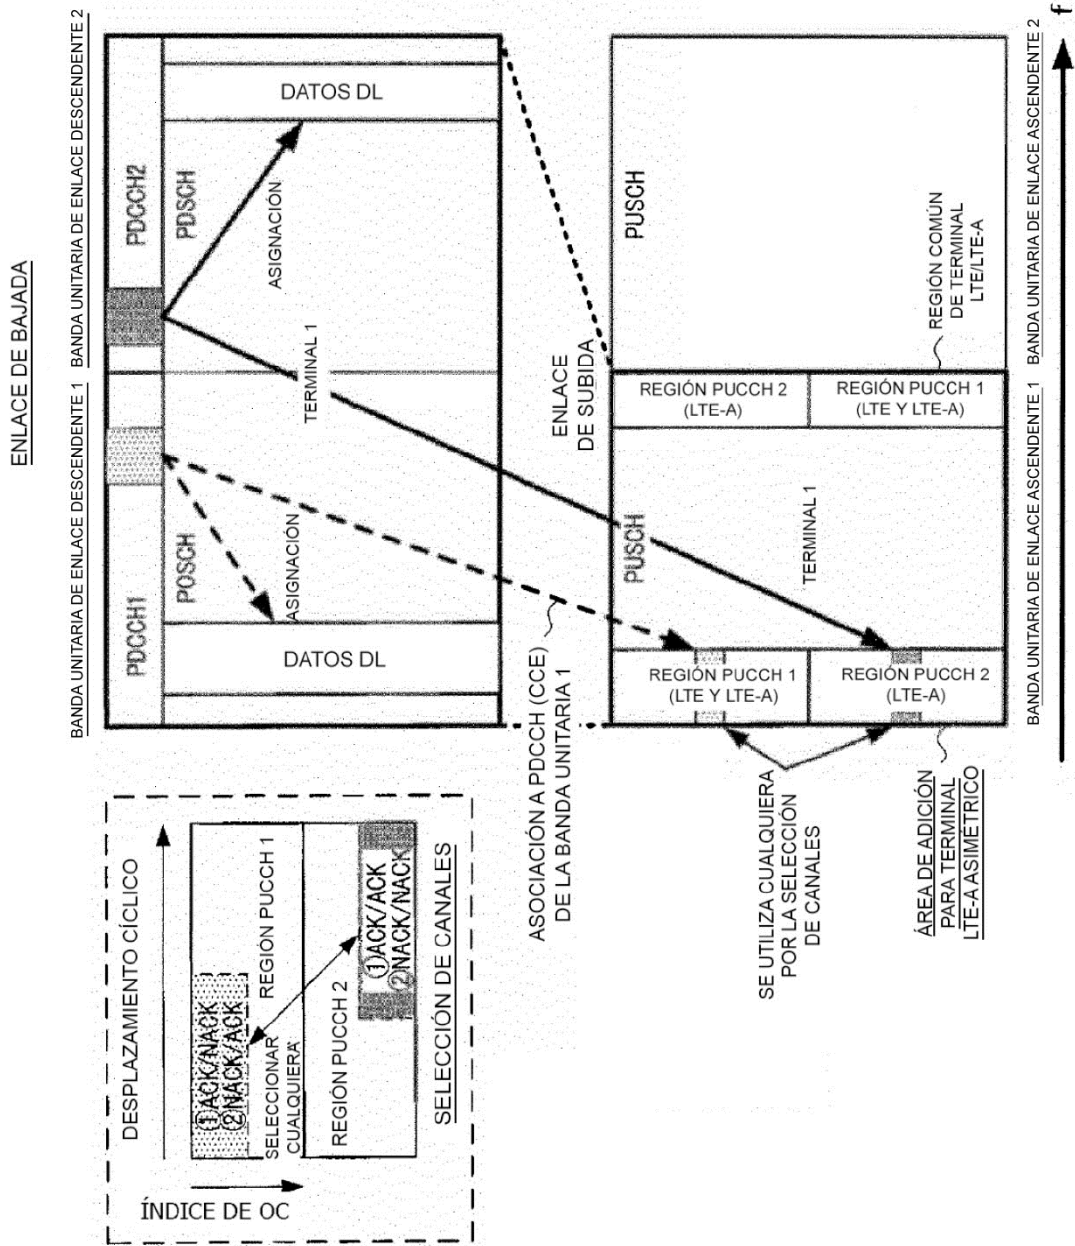 ENLACE DE BAJADA
BANDA UNITARIA DE ENLACE DESCENDENTE 1
BANDA UNITARIA DE ENLACE DESCENDENTE 2
PDCCH1
PDCCH2
POSCH
PDSCH
ASIGNACIÓN
ASIGNACIÓN
TERMINAL 1
DATOS DL
DATOS DL
DESPLAZAMIENTO CÍCLICO
①ACK/NACK
②NACK/ACK
REGIÓN PUCCH 1
SELECCIONAR
CUALQUIERA
REGIÓN PUCCH 2
①ACK/ACK
②NACK/NACK
ÍNDICE DE OC
SELECCIÓN DE CANALES
ASOCIACIÓN A PDCCH (CCE)
DE LA BANDA UNITARIA 1
ENLACE
DE SUBIDA
PUSCH
PUSCH
REGIÓN PUCCH 1
(LTE Y LTE-A)
REGIÓN PUCCH 2
(LTE-A)
REGIÓN PUCCH 2
(LTE-A)
REGIÓN PUCCH 1
(LTE Y LTE-A)
TERMINAL 1
REGIÓN COMÚN
DE TERMINAL
LTE/LTE-A
SE UTILIZA CUALQUIERA
POR LA SELECCIÓN
DE CANALES
ÁREA DE ADICIÓN
PARA TERMINAL
LTE-A ASIMÉTRICO
BANDA UNITARIA DE ENLACE ASCENDENTE 1
BANDA UNITARIA DE ENLACE ASCENDENTE 2
f